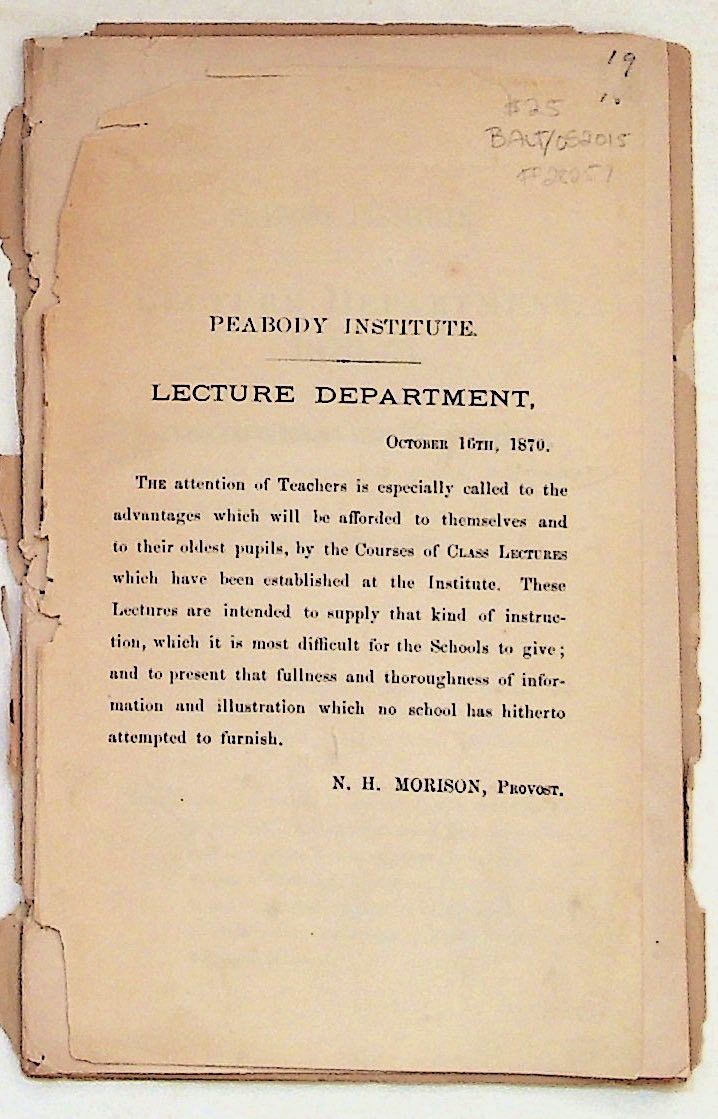 19
$25
BALT/OS2015
PEABODY INSTITUTE.
LECTURE DEPARTMENT,
OCTOBER 16TH, 1870.
THE attention of Teachers is especially called to the
advantages which will be afforded to themselves and
to their oldest pupils, by the Courses of CLASS LECTURES
which have been established at the Institute. These
Lectures are intended to supply that kind of instruc-
tion, which it is most difficult for the Schools to give;
and to present that fullness and thoroughness of infor-
mation and illustration which no school has hitherto
attempted to furnish.
N. H. MORISON, PROVOST.